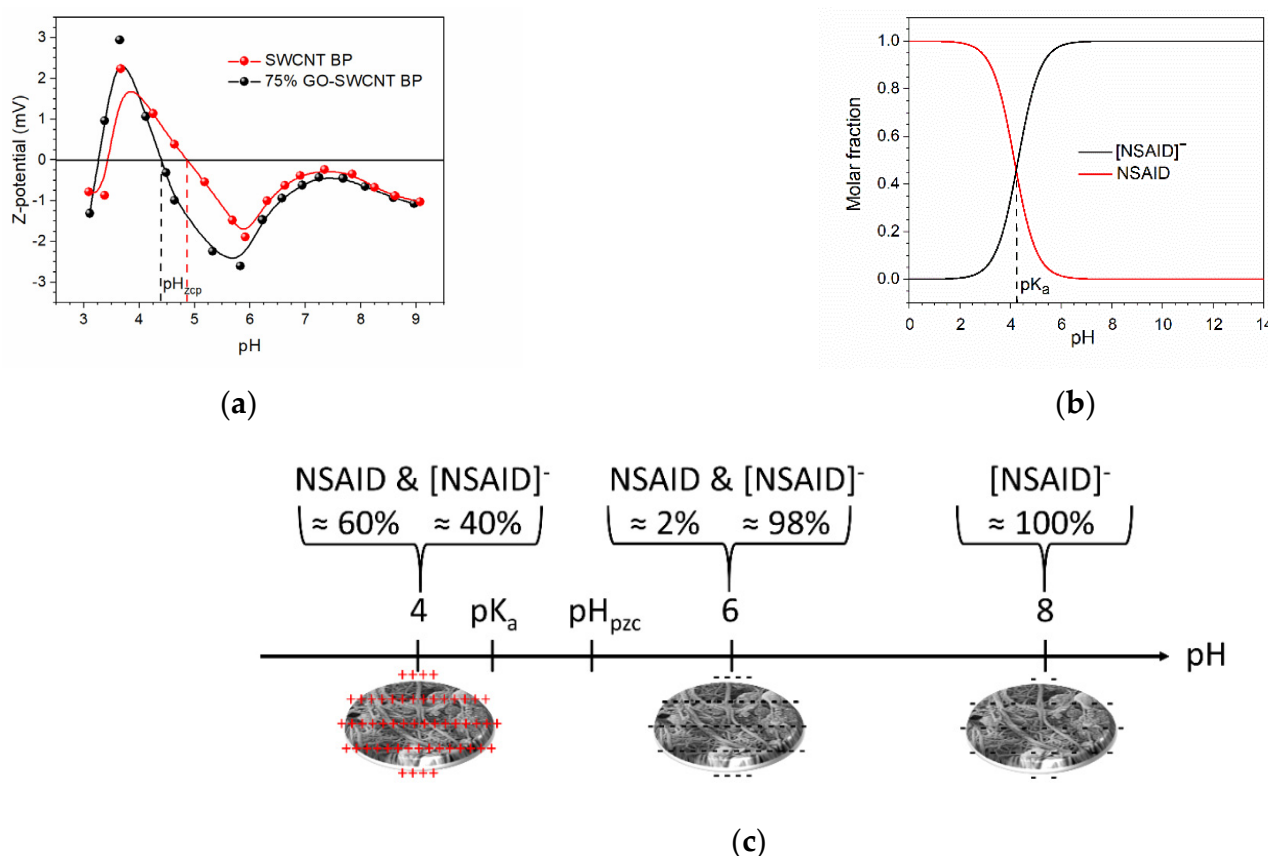 3
2
1
0
-1
-2
-3
Z-potential (mV)
SWCNT BP
75% GO-SWCNT BP
pHzcp
3 4 5 6 7 8 9
pH
(a)
1.0
0.8
0.6
0.4
0.2
0.0
Molar fraction
[NSAID]⁻
NSAID
pKa
0 2 4 6 8 10 12 14
pH
(b)
NSAID & [NSAID]⁻ NSAID & [NSAID]⁻ [NSAID]⁻
≈ 60% ≈ 40% ≈ 2% ≈ 98% ≈ 100%
4 pKa pHpzc 6 8
pH
(c)